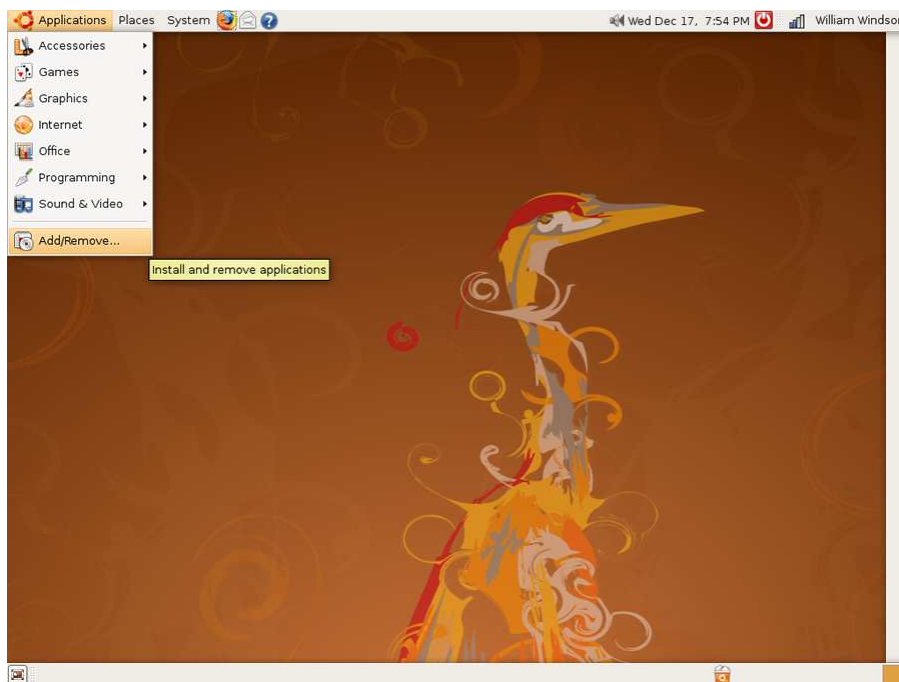 Applications Places System Wed Dec 17, 7:54 PM William Windsor
Accessories
Games
Graphics
Internet
Office
Programming
Sound & Video
Add/Remove...
Install and remove applications